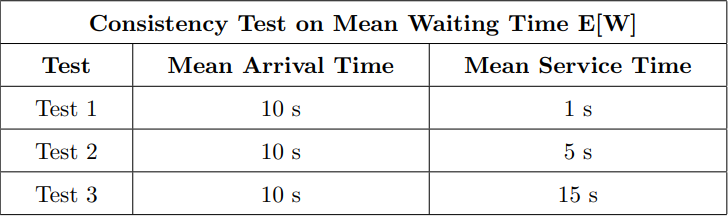 Consistency Test on Mean Waiting Time E[W]
Test Mean Arrival Time Mean Service Time
Test 1 10 s 1 s
Test 2 10 s 5 s
Test 3 10 s 15 s